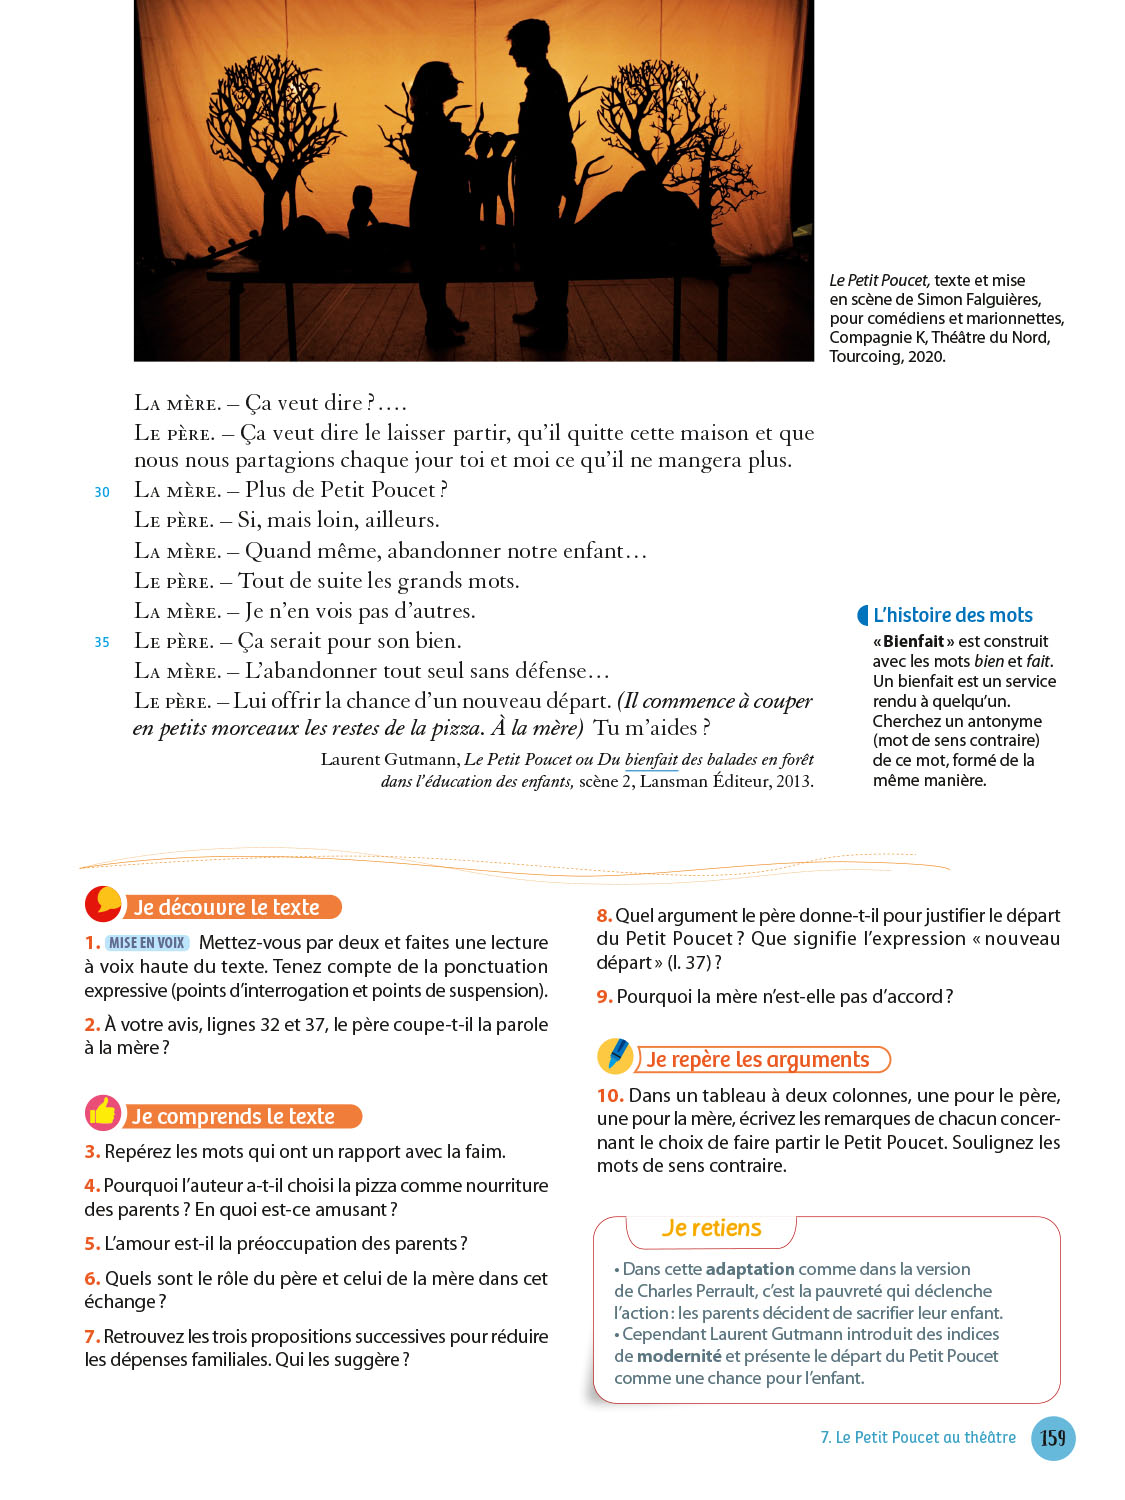 Le Petit Poucet, texte et mise
en scène de Simon Falguières,
pour comédiens et marionnettes,
Compagnie K, Théâtre du Nord,
Tourcoing, 2020.
La mère. – Ça veut dire ?….
Le père. – Ça veut dire le laisser partir, qu’il quitte cette maison et que
nous nous partagions chaque jour toi et moi ce qu’il ne mangera plus.
30 La mère. – Plus de Petit Poucet ?
Le père. – Si, mais loin, ailleurs.
La mère. – Quand même, abandonner notre enfant…
Le père. – Tout de suite les grands mots.
La mère. – Je n’en vois pas d’autres.
35 Le père. – Ça serait pour son bien.
La mère. – L’abandonner tout seul sans défense…
Le père. – Lui offrir la chance d’un nouveau départ. (Il commence à couper
en petits morceaux les restes de la pizza. À la mère) Tu m’aides ?
Laurent Gutmann, Le Petit Poucet ou Du bienfait des balades en forêt
dans l’éducation des enfants, scène 2, Lansman Éditeur, 2013.
L’histoire des mots
« Bienfait » est construit
avec les mots bien et fait.
Un bienfait est un service
rendu à quelqu’un.
Cherchez un antonyme
(mot de sens contraire)
de ce mot, formé de la
même manière.
Je découvre le texte
1. MISE EN VOIX Mettez-vous par deux et faites une lecture
à voix haute du texte. Tenez compte de la ponctuation
expressive (points d’interrogation et points de suspension).
2. À votre avis, lignes 32 et 37, le père coupe-t-il la parole
à la mère ?
Je comprends le texte
3. Repérez les mots qui ont un rapport avec la faim.
4. Pourquoi l’auteur a-t-il choisi la pizza comme nourriture
des parents ? En quoi est-ce amusant ?
5. L’amour est-il la préoccupation des parents ?
6. Quels sont le rôle du père et celui de la mère dans cet
échange ?
7. Retrouvez les trois propositions successives pour réduire
les dépenses familiales. Qui les suggère ?
8. Quel argument le père donne-t-il pour justifier le départ
du Petit Poucet ? Que signifie l’expression « nouveau
départ » (l. 37) ?
9. Pourquoi la mère n’est-elle pas d’accord ?
Je repère les arguments
10. Dans un tableau à deux colonnes, une pour le père,
une pour la mère, écrivez les remarques de chacun concer-
nant le choix de faire partir le Petit Poucet. Soulignez les
mots de sens contraire.
Je retiens
• Dans cette adaptation comme dans la version
de Charles Perrault, c’est la pauvreté qui déclenche
l’action : les parents décident de sacrifier leur enfant.
• Cependant Laurent Gutmann introduit des indices
de modernité et présente le départ du Petit Poucet
comme une chance pour l’enfant.
7. Le Petit Poucet au théâtre 159